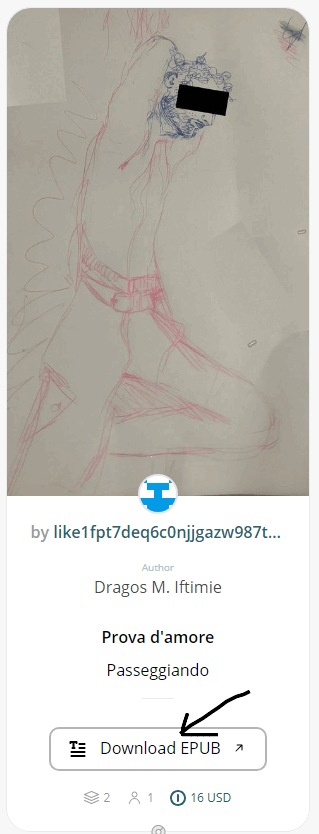 by like1fpt7deq6c0njjgazw987t...
Author
Dragos M. Iftimie
Prova d'amore
Passeggiando
Download EPUB
2 1 16 USD